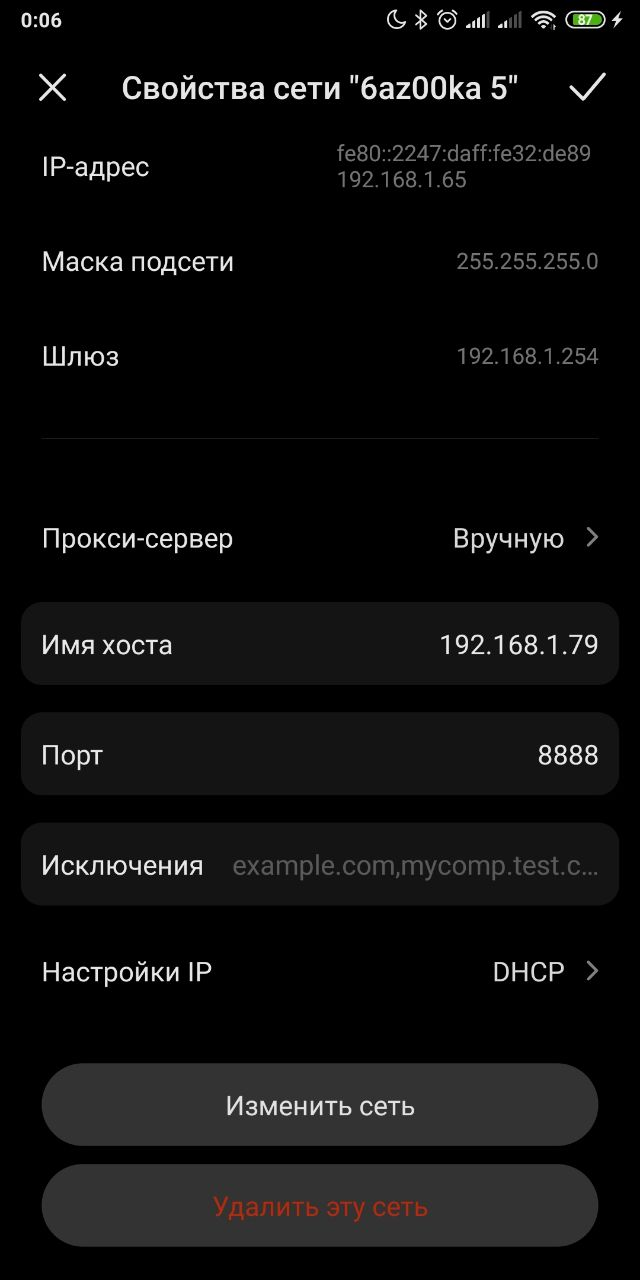 0:06
87
Свойства сети "6az00ka 5"
IP-адрес
fe80::2247:daff:fe32:de89
192.168.1.65
Маска подсети
255.255.255.0
Шлюз
192.168.1.254
Прокси-сервер
Вручную
Имя хоста
192.168.1.79
Порт
8888
Исключения
example.com,mycomp.test.c...
Настройки IP
DHCP
Изменить сеть
Удалить эту сеть